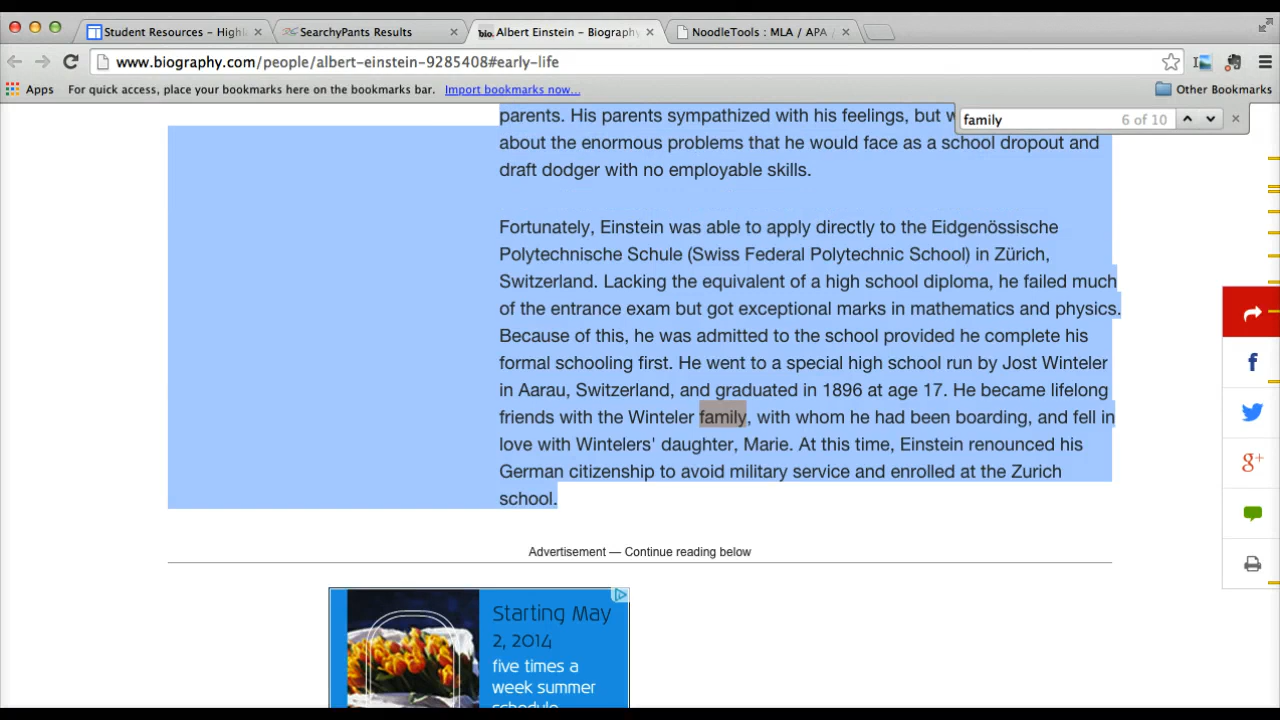 Student Resources - Highl
SearchyPants Results
bio. Albert Einstein - Biography
NoodleTools : MLA / APA
www.biography.com/people/albert-einstein-9285408#early-life
Apps
For quick access, place your bookmarks here on the bookmarks bar.
Import bookmarks now...
Other Bookmarks
family
6 of 10
parents. His parents sympathized with his feelings, but w
about the enormous problems that he would face as a school dropout and
draft dodger with no employable skills.
Fortunately, Einstein was able to apply directly to the Eidgenössische
Polytechnische Schule (Swiss Federal Polytechnic School) in Zürich,
Switzerland. Lacking the equivalent of a high school diploma, he failed much
of the entrance exam but got exceptional marks in mathematics and physics.
Because of this, he was admitted to the school provided he complete his
formal schooling first. He went to a special high school run by Jost Winteler
in Aarau, Switzerland, and graduated in 1896 at age 17. He became lifelong
friends with the Winteler family, with whom he had been boarding, and fell in
love with Wintelers' daughter, Marie. At this time, Einstein renounced his
German citizenship to avoid military service and enrolled at the Zurich
school.
Advertisement — Continue reading below
Starting May
2, 2014
five times a
week summer
schedule